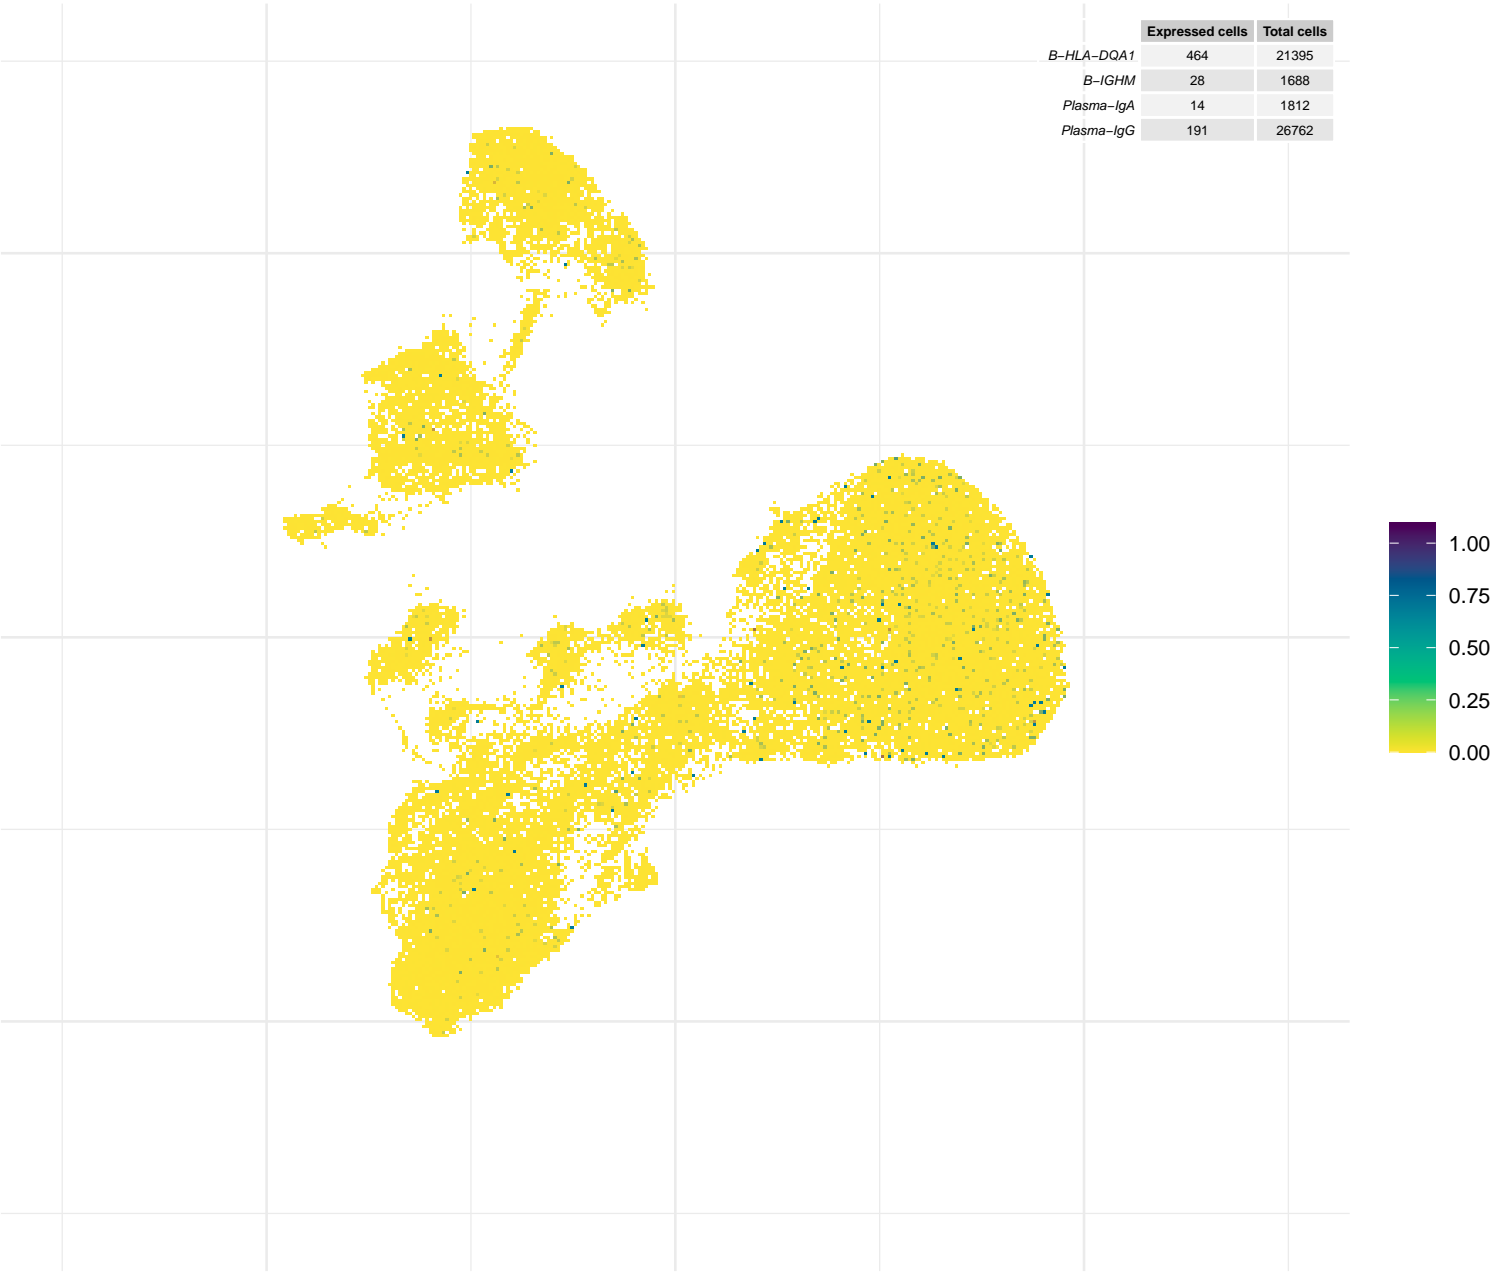 Expressed cells Total cells
B-HLA-DQA1 464 21395
B-IGHM 28 1688
Plasma-IgA 14 1812
Plasma-IgG 191 26762
1.00
0.75
0.50
0.25
0.00